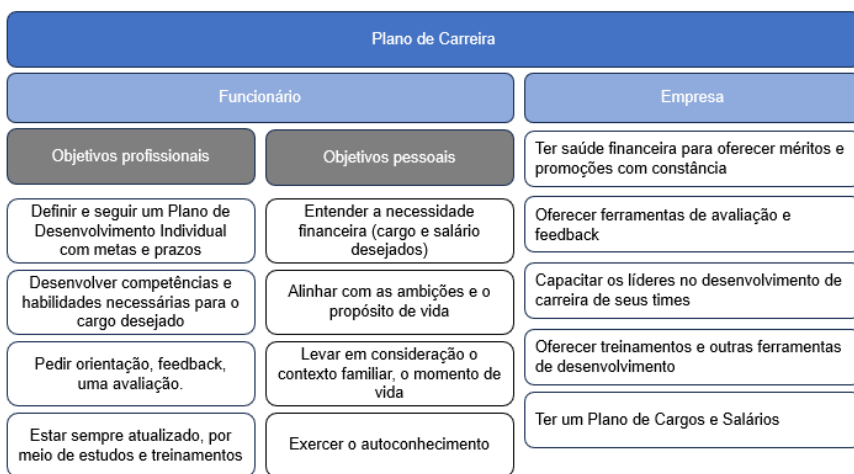 Plano de Carreira
Funcionário
Empresa
Objetivos profissionais
Objetivos pessoais
Definir e seguir um Plano de
Desenvolvimento Individual
com metas e prazos
Desenvolver competências e
habilidades necessárias para o
cargo desejado
Pedir orientação, feedback,
uma avaliação.
Estar sempre atualizado, por
meio de estudos e treinamentos
Entender a necessidade
financeira (cargo e salário
desejados)
Alinhar com as ambições e o
propósito de vida
Levar em consideração o
contexto familiar, o momento de
vida
Exercer o autoconhecimento
Ter saúde financeira para oferecer méritos e
promoções com constância
Oferecer ferramentas de avaliação e
feedback
Capacitar os líderes no desenvolvimento de
carreira de seus times
Oferecer treinamentos e outras ferramentas
de desenvolvimento
Ter um Plano de Cargos e Salários